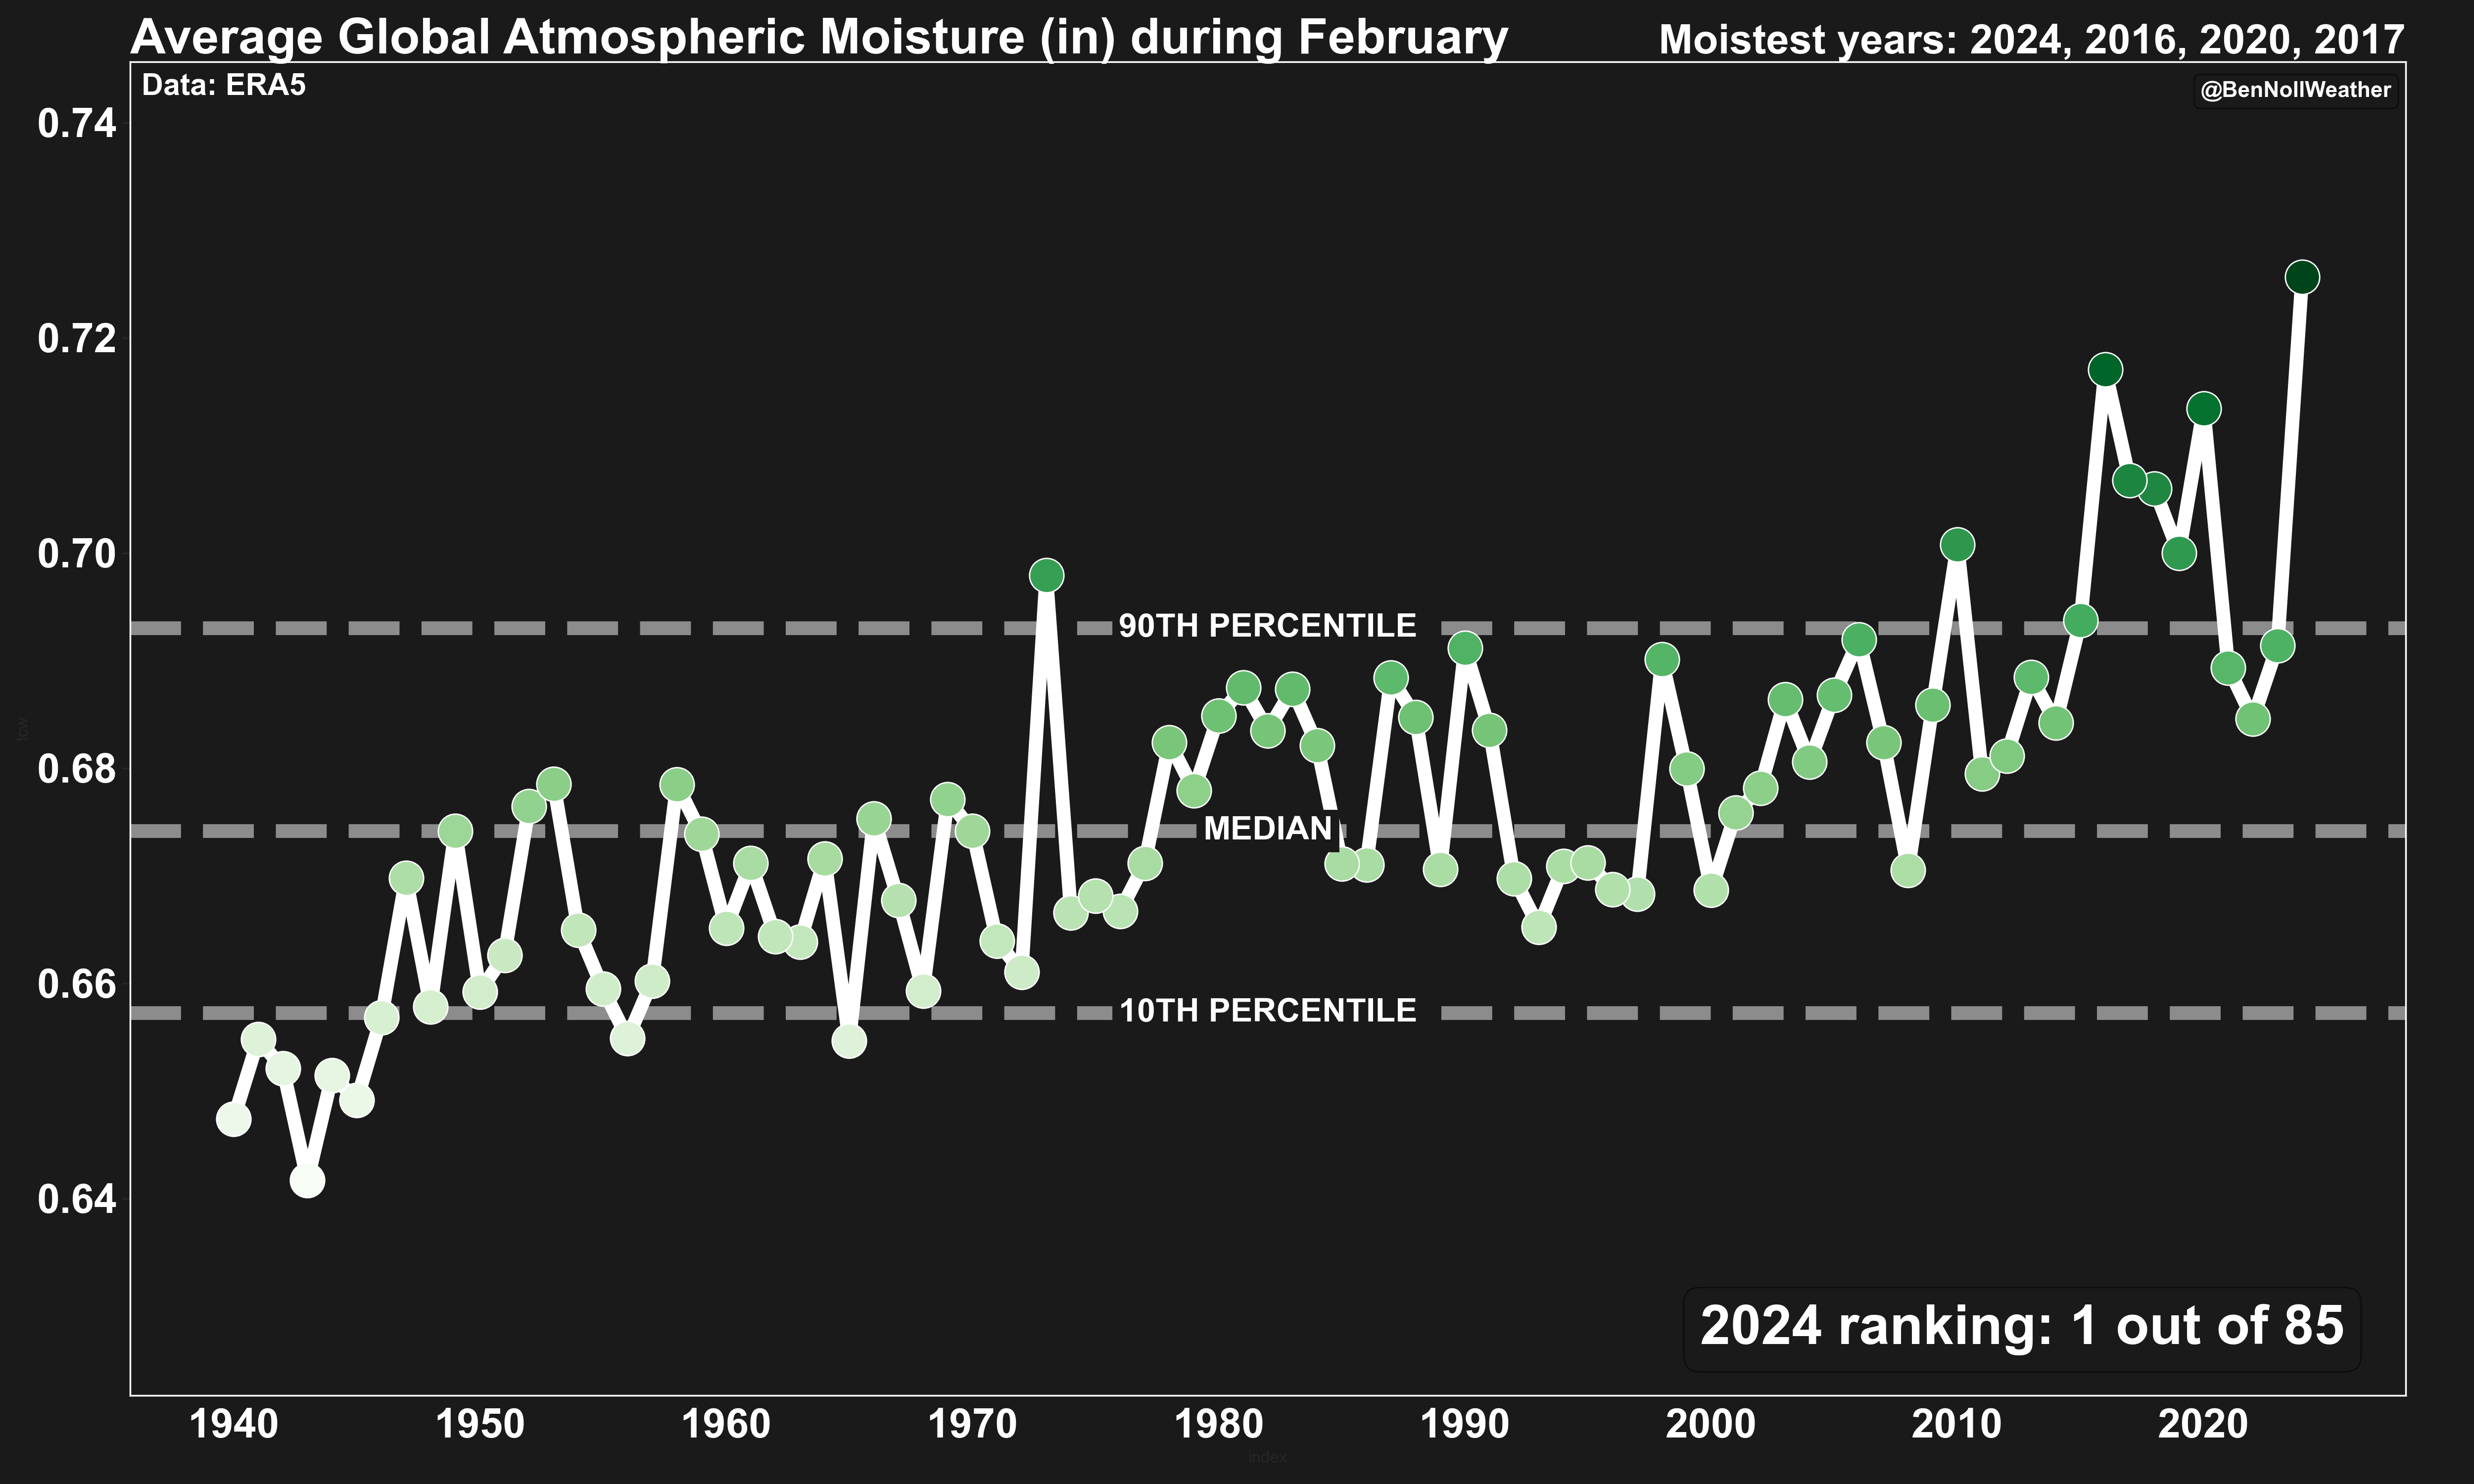 Average Global Atmospheric Moisture (in) during February
Moistest years: 2024, 2016, 2020, 2017
Data: ERA5
@BenNollWeather
0.74
0.72
0.70
90TH PERCENTILE
tcw
0.68
MEDIAN
0.66
10TH PERCENTILE
0.64
2024 ranking: 1 out of 85
1940 1950 1960 1970 1980 1990 2000 2010 2020
index